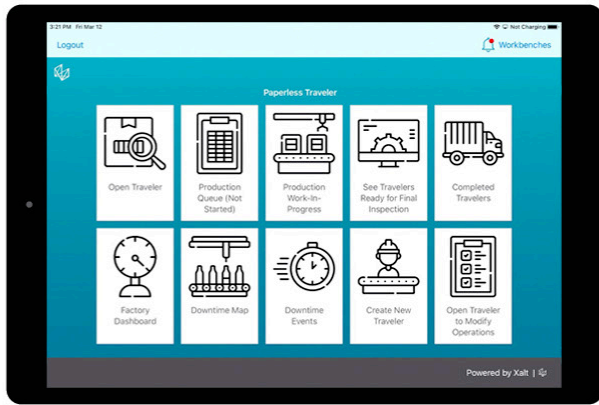 3:21 PM Fri Mar 12
Not Charging
Logout
Workbenches
Paperless Traveler
Open Traveler
Production
Queue (Not
Started)
Production
Work-In-
Progress
See Travelers
Ready for Final
Inspection
Completed
Travelers
Factory
Dashboard
Downtime Map
Downtime
Events
Create New
Traveler
Open Traveler
to Modify
Operations
Powered by Xalt |